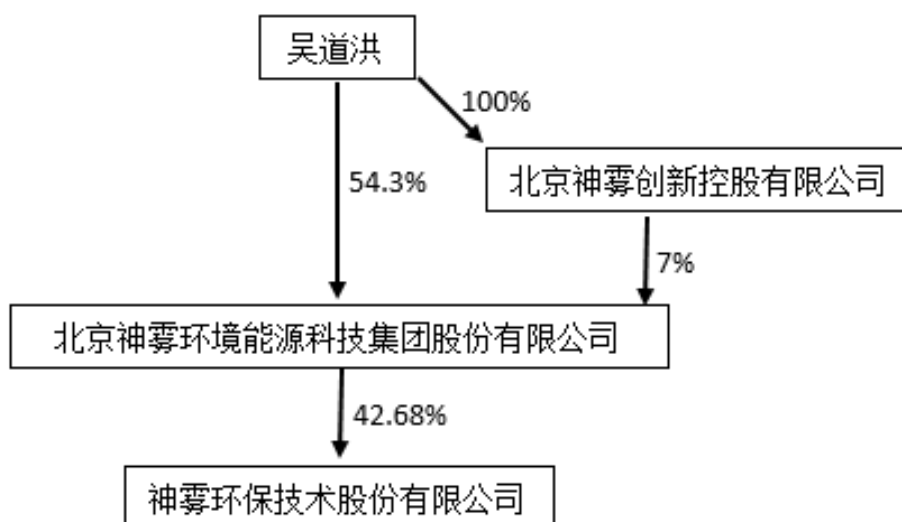 吴道洪
100%
北京神雾创新控股有限公司
54.3%
7%
北京神雾环境能源科技集团股份有限公司
42.68%
神雾环保技术股份有限公司